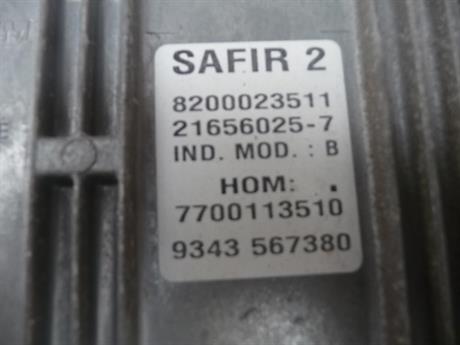 SAFIR 2
8200023511
21656025-7
IND. MOD. : B
HOM: .
7700113510
9343 567380